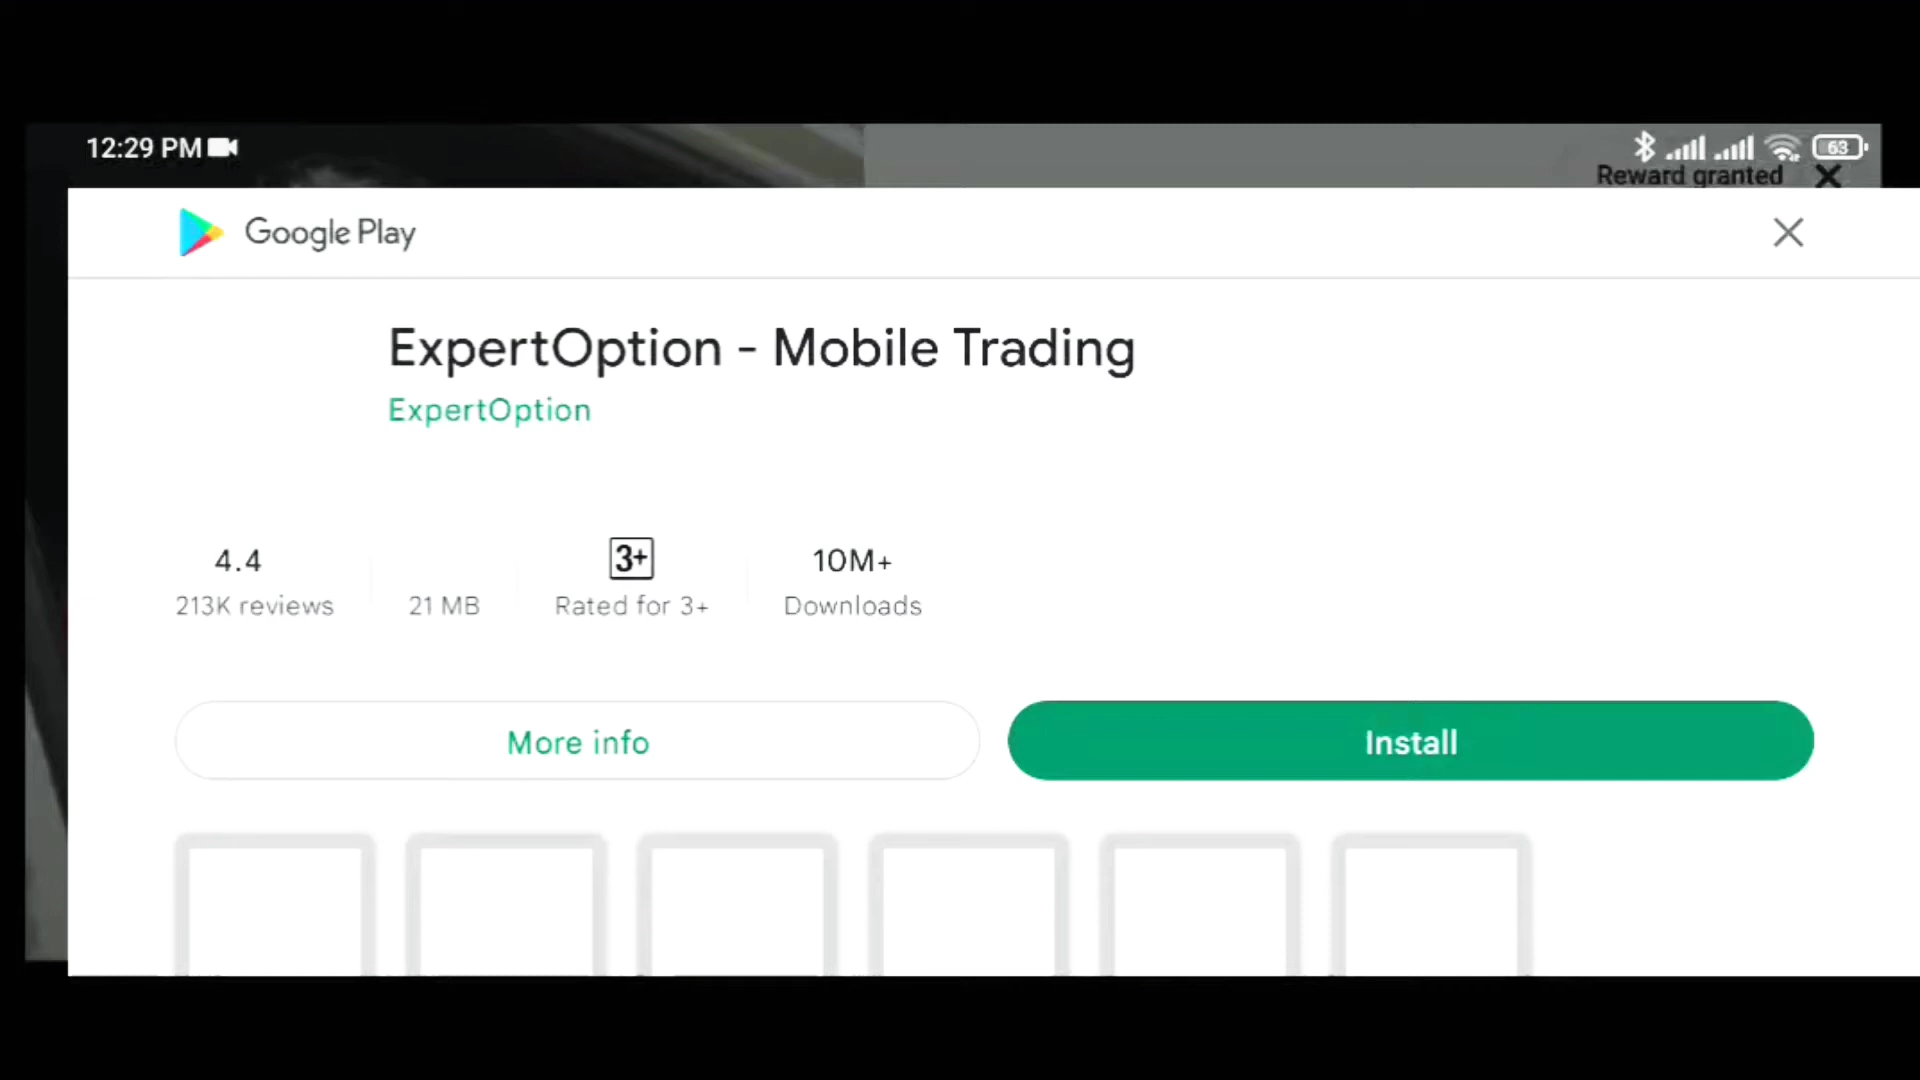 12:29 PM
63
Reward granted
Google Play
ExpertOption - Mobile Trading
ExpertOption
4.4
213K reviews
21 MB
3+
Rated for 3+
10M+
Downloads
More info
Install